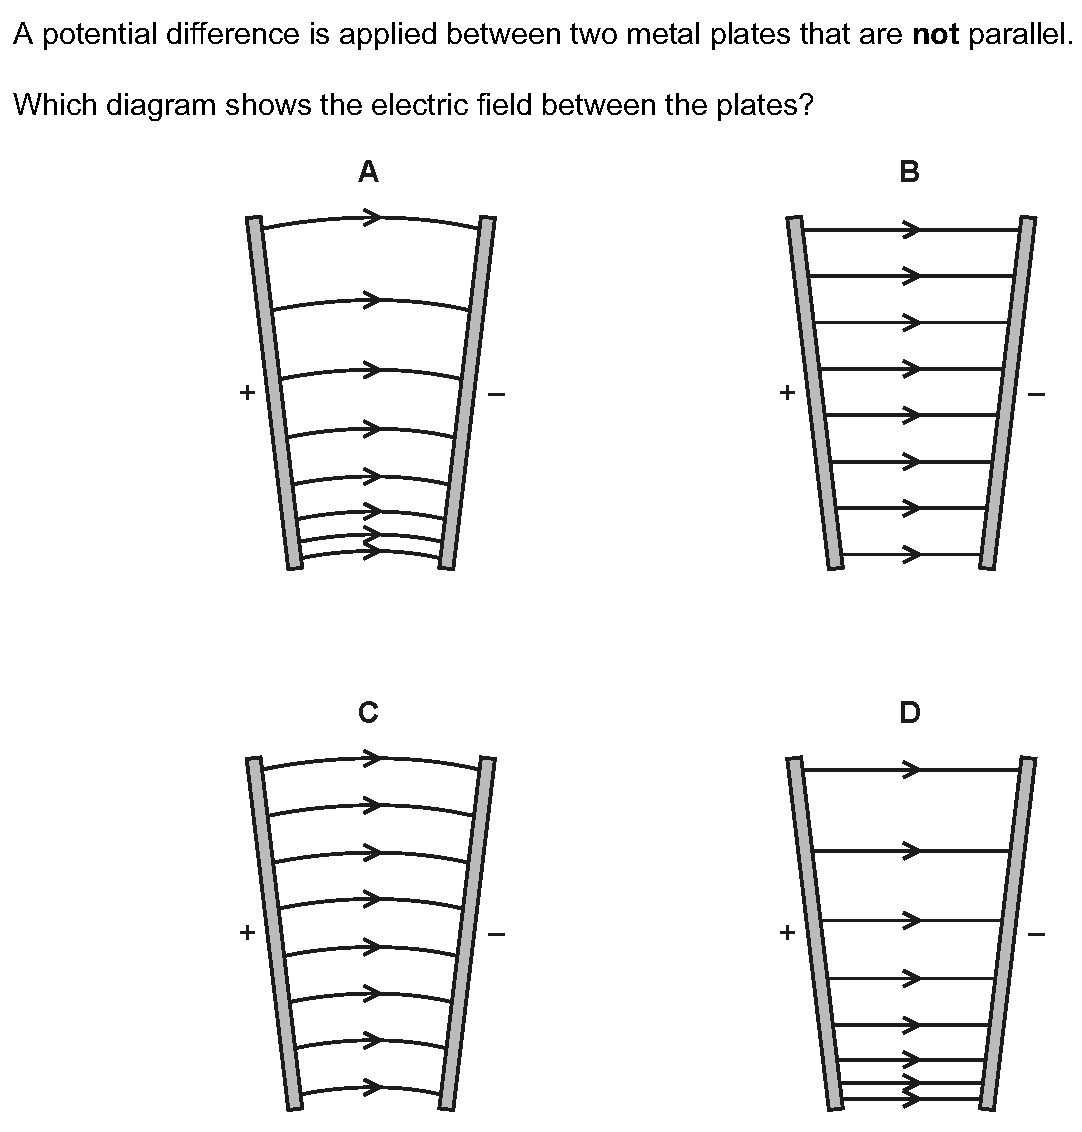 A potential difference is applied between two metal plates that are not parallel.
Which diagram shows the electric field between the plates?
A
B
+
–
+
–
C
D
+
–
+
–